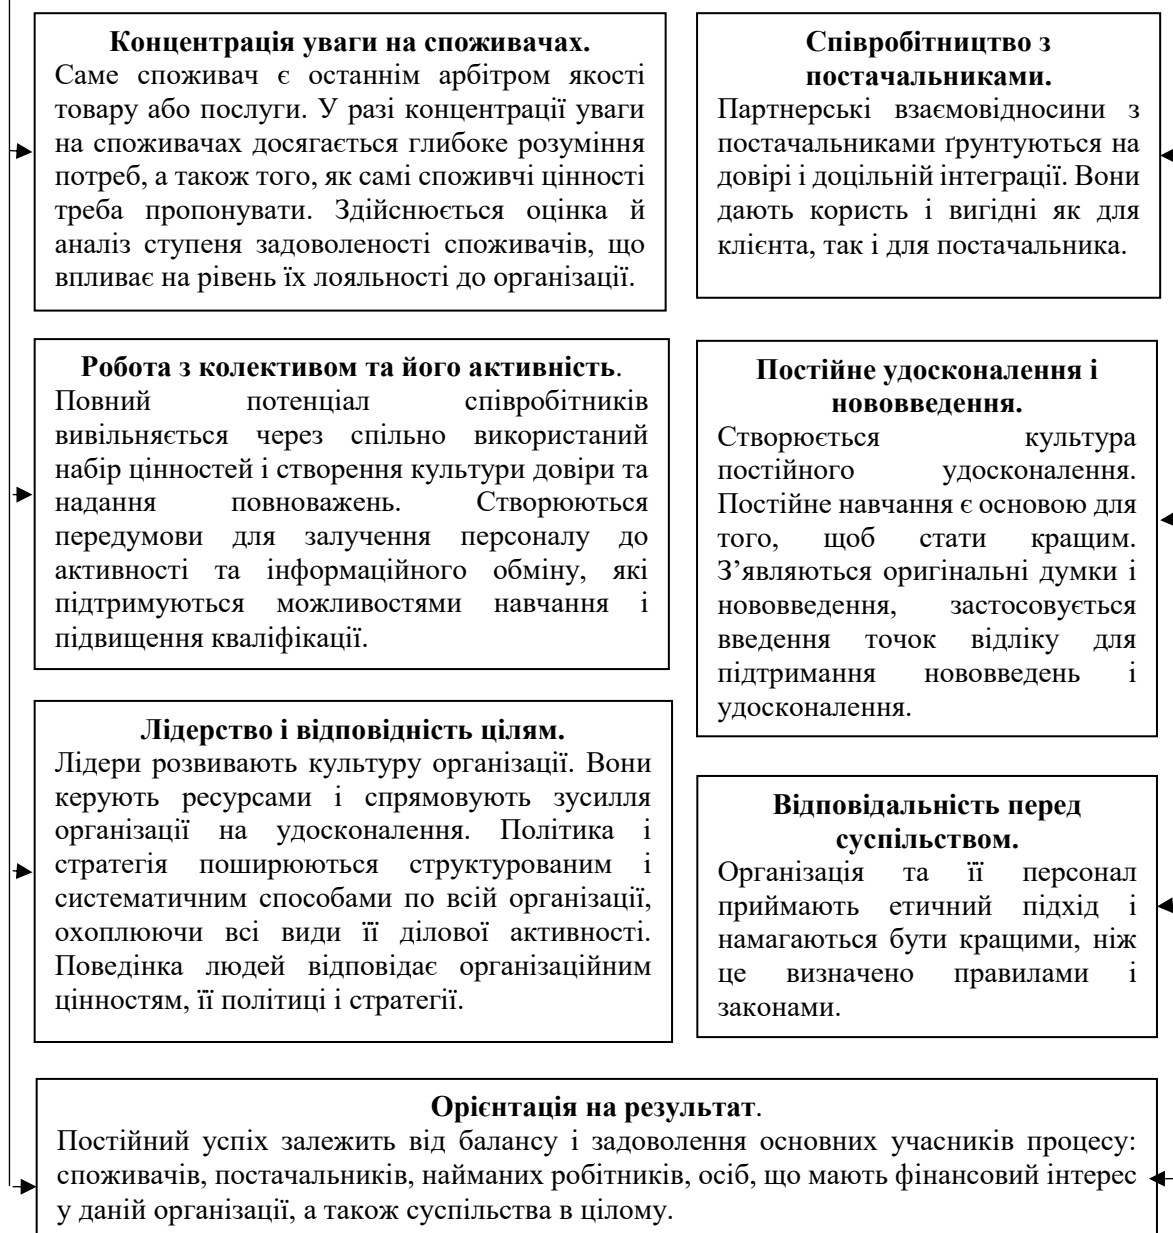 Концентрація уваги на споживачах.
Саме споживач є останнім арбітром якості
товару або послуги. У разі концентрації уваги
на споживачах досягається глибоке розуміння
потреб, а також того, як самі споживчі цінності
треба пропонувати. Здійснюється оцінка й
аналіз ступеня задоволеності споживачів, що
впливає на рівень їх лояльності до організації.
Співробітництво з
постачальниками.
Партнерські взаємовідносини з
постачальниками ґрунтуються на
довірі і доцільній інтеграції. Вони
дають користь і вигідні як для
клієнта, так і для постачальника.
Робота з колективом та його активність.
Повний потенціал співробітників
вивільняється через спільно використаний
набір цінностей і створення культури довіри та
надання повноважень. Створюються
передумови для залучення персоналу до
активності та інформаційного обміну, які
підтримуються можливостями навчання і
підвищення кваліфікації.
Постійне удосконалення і
нововведення.
Створюється культура
постійного удосконалення.
Постійне навчання є основою для
того, щоб стати кращим.
З’являються оригінальні думки і
нововведення, застосовується
введення точок відліку для
підтримання нововведень і
удосконалення.
Лідерство і відповідність цілям.
Лідери розвивають культуру організації. Вони
керують ресурсами і спрямовують зусилля
організації на удосконалення. Політика і
стратегія поширюються структурованим і
систематичним способами по всій організації,
охоплюючи всі види її ділової активності.
Поведінка людей відповідає організаційним
цінностям, її політиці і стратегії.
Відповідальність перед
суспільством.
Організація та її персонал
приймають етичний підхід і
намагаються бути кращими, ніж
це визначено правилами і
законами.
Орієнтація на результат.
Постійний успіх залежить від балансу і задоволення основних учасників процесу:
споживачів, постачальників, найманих робітників, осіб, що мають фінансовий інтерес
у даній організації, а також суспільства в цілому.